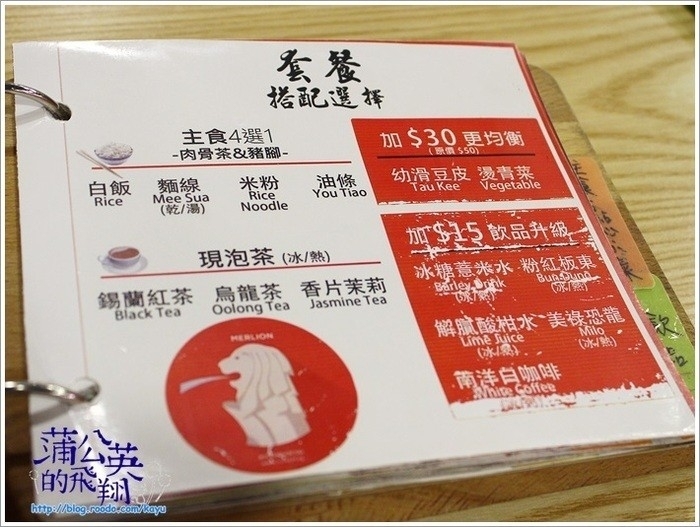 套餐
搭配選擇
主食4選1
-肉骨茶&豬腳-
白飯 麵線 米粉 油條
Rice Mee Sua Rice Noodle You Tiao
(乾/湯)
現泡茶 (冰/熱)
錫蘭紅茶 烏龍茶 香片茉莉
Black Tea Oolong Tea Jasmine Tea
MERLION
加 $30 更均衡
(原價 $50)
幼滑豆皮 燙青菜
Tau Kee Vegetable
加 $15 飲品升級
冰糖薏米水 粉紅板東
(冰/熱) (冰/熱)
解膩酸柑水 美祿恐龍
Lime Juice Milo
(冰/熱) (冰/熱)
南洋白咖啡
White Coffee
(冰/熱)
飲品
蒲公英
的飛翔
http://blog.roodo.com/kayu